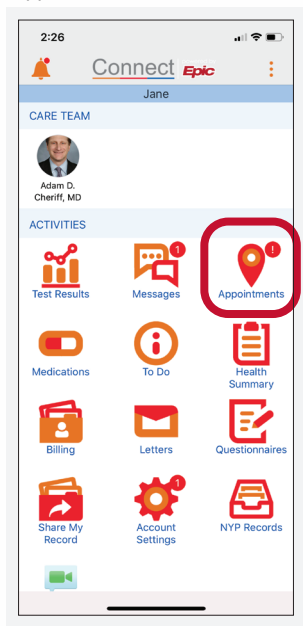 2:26
Connect Epic
Jane
CARE TEAM
Adam D.
Cheriff, MD
ACTIVITIES
1
!
Test Results
Messages
Appointments
Medications
To Do
Health
Summary
Billing
Letters
Questionnaires
1
Share My
Record
Account
Settings
NYP Records